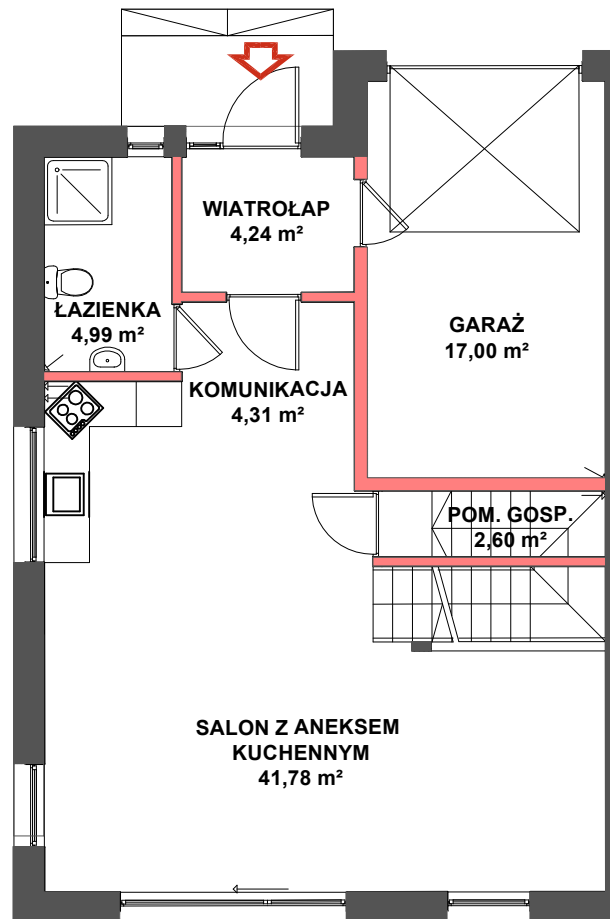 WIATROŁAP
4,24 m²
ŁAZIENKA
4,99 m²
GARAŻ
17,00 m²
KOMUNIKACJA
4,31 m²
POM. GOSP.
2,60 m²
SALON Z ANEKSEM
KUCHENNYM
41,78 m²